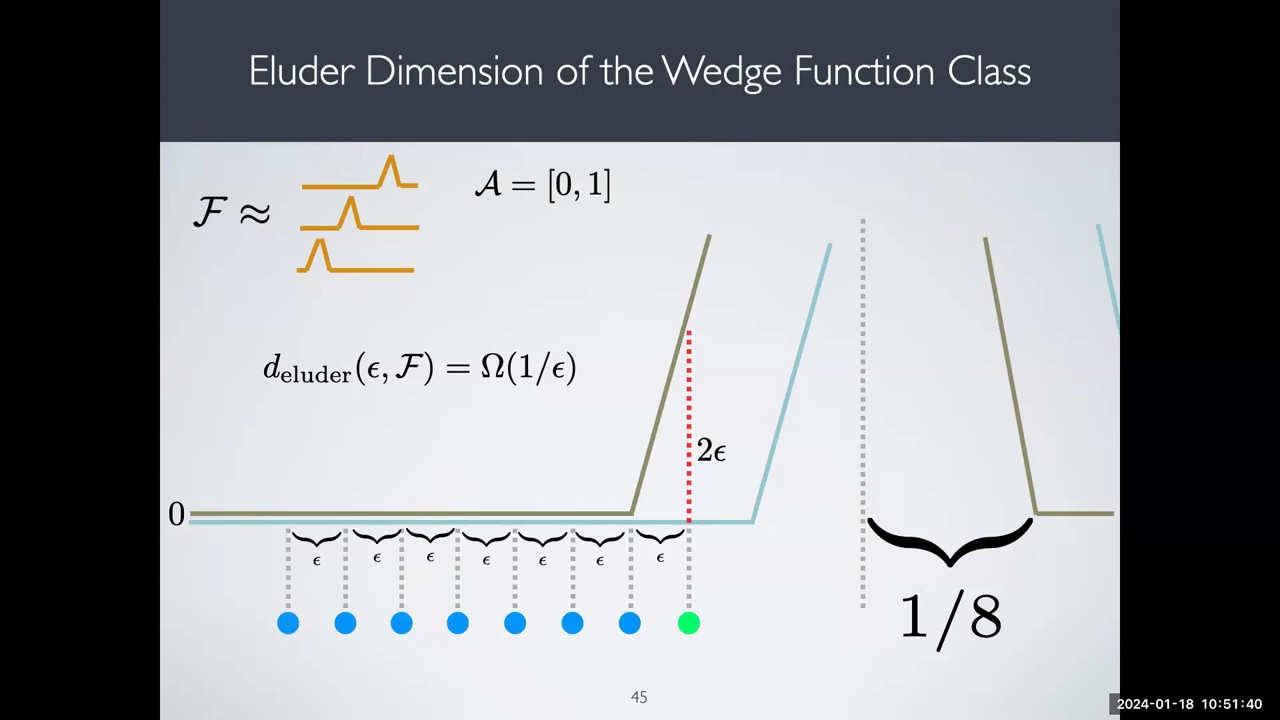 Eluder Dimension of the Wedge Function Class
𝓕 ≈
𝒜 = [0, 1]
d_eluder(ϵ, 𝓕) = Ω(1/ϵ)
2ϵ
0
ϵ ϵ ϵ ϵ ϵ ϵ ϵ
1/8
45
2024-01-18 10:51:40